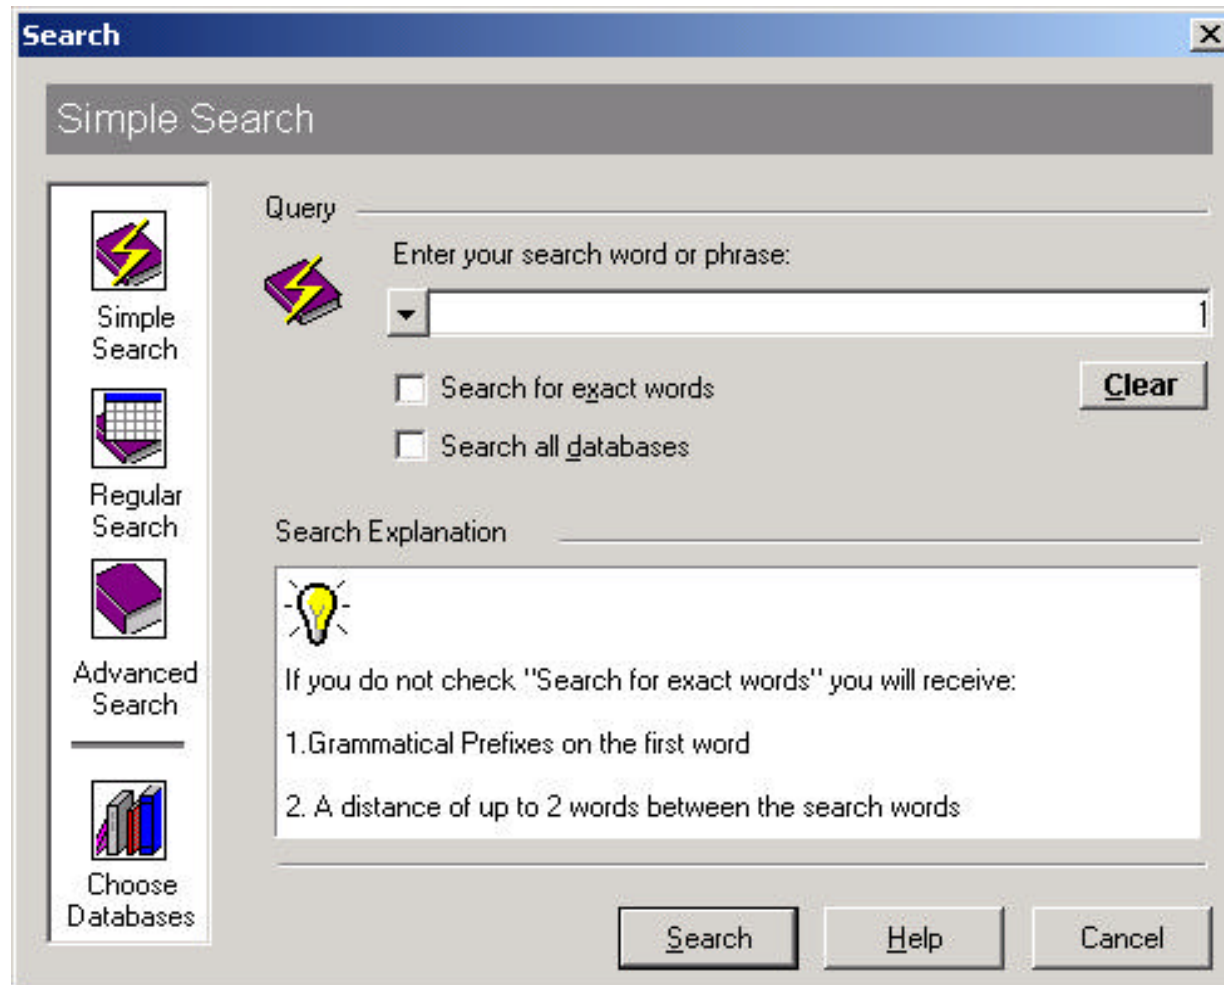 Search
Simple Search
Simple
Search
Regular
Search
Advanced
Search
Choose
Databases
Query
Enter your search word or phrase:
1
Search for exact words
Clear
Search all databases
Search Explanation
If you do not check "Search for exact words" you will receive:
1.Grammatical Prefixes on the first word
2. A distance of up to 2 words between the search words
Search
Help
Cancel